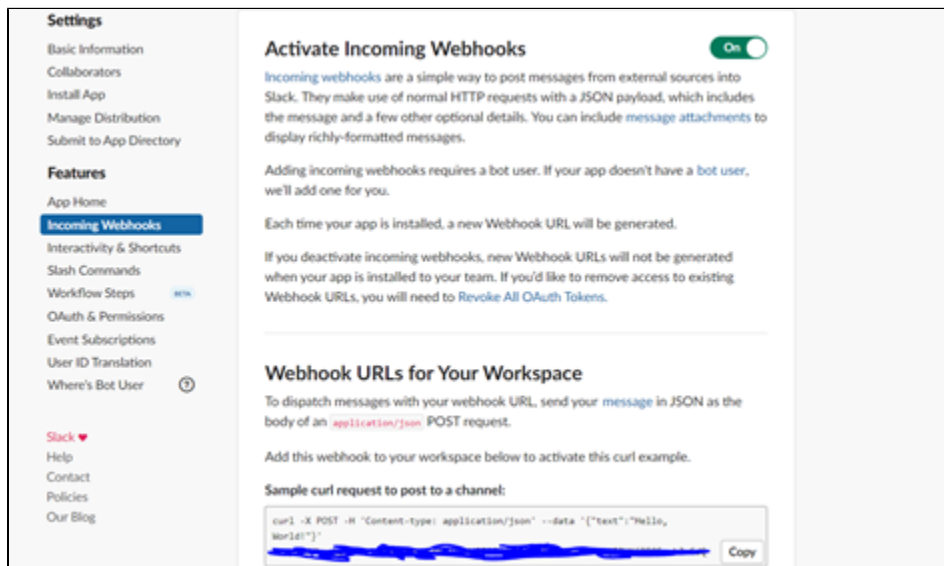 Settings
Basic Information
Collaborators
Install App
Manage Distribution
Submit to App Directory
Features
App Home
Incoming Webhooks
Interactivity & Shortcuts
Slash Commands
Workflow Steps BETA
OAuth & Permissions
Event Subscriptions
User ID Translation
Where's Bot User ?
Slack ♥
Help
Contact
Policies
Our Blog
Activate Incoming Webhooks On
Incoming webhooks are a simple way to post messages from external sources into
Slack. They make use of normal HTTP requests with a JSON payload, which includes
the message and a few other optional details. You can include message attachments to
display richly-formatted messages.
Adding incoming webhooks requires a bot user. If your app doesn't have a bot user,
we'll add one for you.
Each time your app is installed, a new Webhook URL will be generated.
If you deactivate incoming webhooks, new Webhook URLs will not be generated
when your app is installed to your team. If you'd like to remove access to existing
Webhook URLs, you will need to Revoke All OAuth Tokens.
Webhook URLs for Your Workspace
To dispatch messages with your webhook URL, send your message in JSON as the
body of an application/json POST request.
Add this webhook to your workspace below to activate this curl example.
Sample curl request to post to a channel:
curl -X POST -H 'Content-type: application/json' --data '{"text":"Hello,
World!"}'
Copy